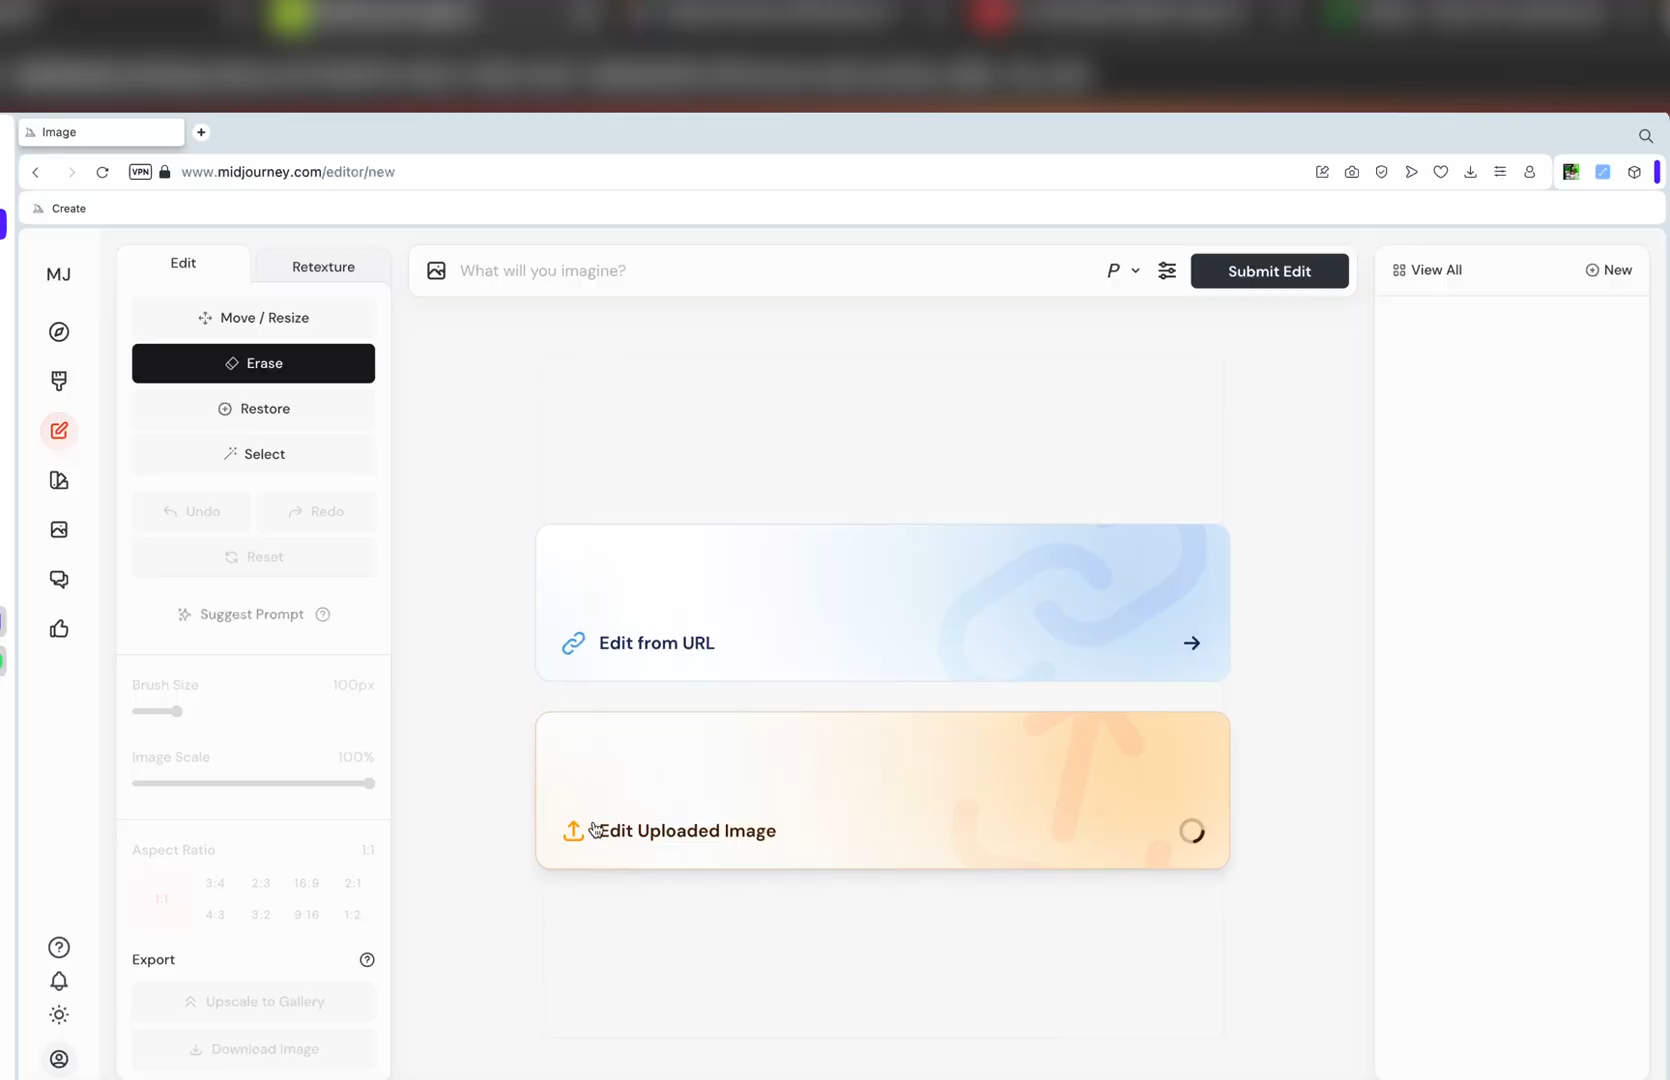 Image
+
VPN
www.midjourney.com/editor/new
Create
MJ
Edit
Retexture
What will you imagine?
P
Submit Edit
View All
New
Move / Resize
Erase
Restore
Select
Undo
Redo
Reset
Suggest Prompt ?
Edit from URL
Brush Size
100px
Image Scale
100%
Edit Uploaded Image
Aspect Ratio
1:1
1:1
3:4
2:3
16:9
2:1
4:3
3:2
9:16
1:2
Export
?
Upscale to Gallery
Download Image
?